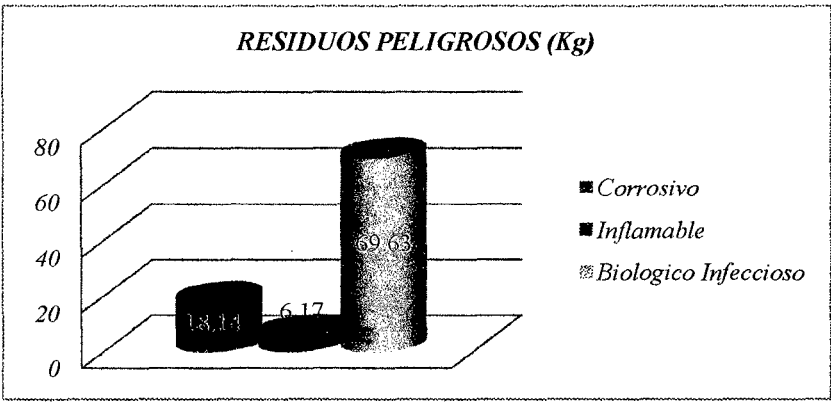 RESIDUOS PELIGROSOS (Kg)
80
60
40
20
0
18.14
6.17
69.63
Corrosivo
Inflamable
Biologico Infeccioso